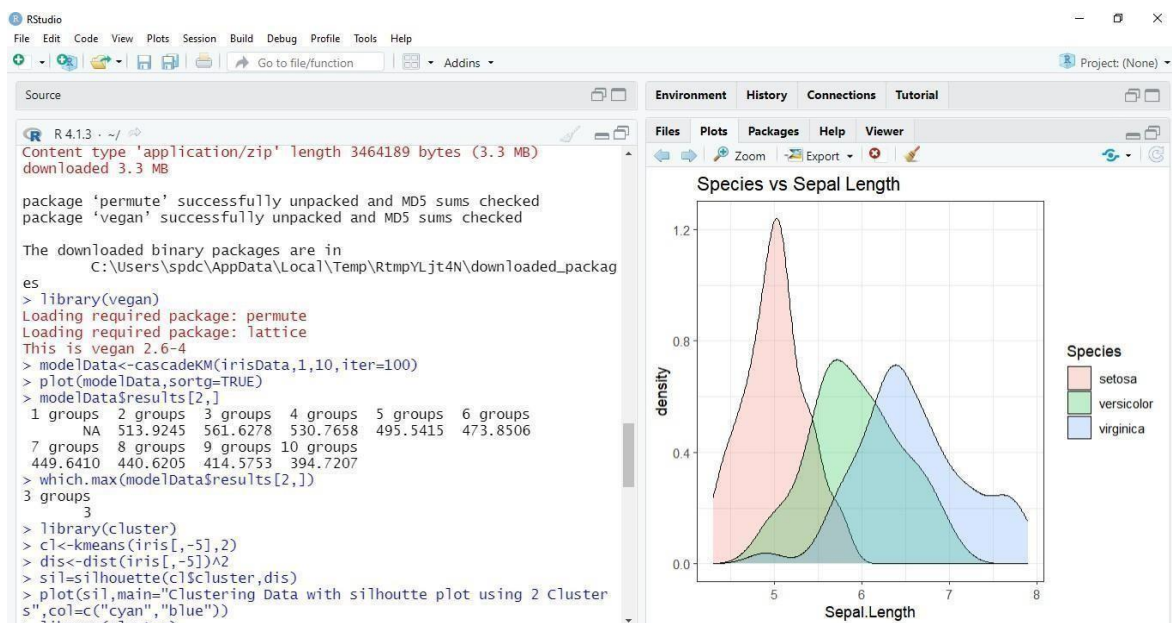 RStudio
File Edit Code View Plots Session Build Debug Profile Tools Help
Go to file/function Addins Project: (None)
Source
R 4.1.3 · ~/
Content type 'application/zip' length 3464189 bytes (3.3 MB)
downloaded 3.3 MB
package ‘permute’ successfully unpacked and MD5 sums checked
package ‘vegan’ successfully unpacked and MD5 sums checked
The downloaded binary packages are in
C:\Users\spdc\AppData\Local\Temp\RtmpYLjt4N\downloaded_packag
es
> library(vegan)
Loading required package: permute
Loading required package: lattice
This is vegan 2.6-4
> modelData<-cascadeKM(irisData,1,10,iter=100)
> plot(modelData,sortg=TRUE)
> modelData$results[2,]
1 groups 2 groups 3 groups 4 groups 5 groups 6 groups
NA 513.9245 561.6278 530.7658 495.5415 473.8506
7 groups 8 groups 9 groups 10 groups
449.6410 440.6205 414.5753 394.7207
> which.max(modelData$results[2,])
3 groups
3
> library(cluster)
> cl<-kmeans(iris[,-5],2)
> dis<-dist(iris[,-5])^2
> sil=silhouette(cl$cluster,dis)
> plot(sil,main="Clustering Data with silhoutte plot using 2 Cluster
s",col=c("cyan","blue"))
Environment History Connections Tutorial
Files Plots Packages Help Viewer
Zoom Export
Species vs Sepal Length
1.2
0.8
0.4
0.0
density
5 6 7 8
Sepal.Length
Species
setosa
versicolor
virginica